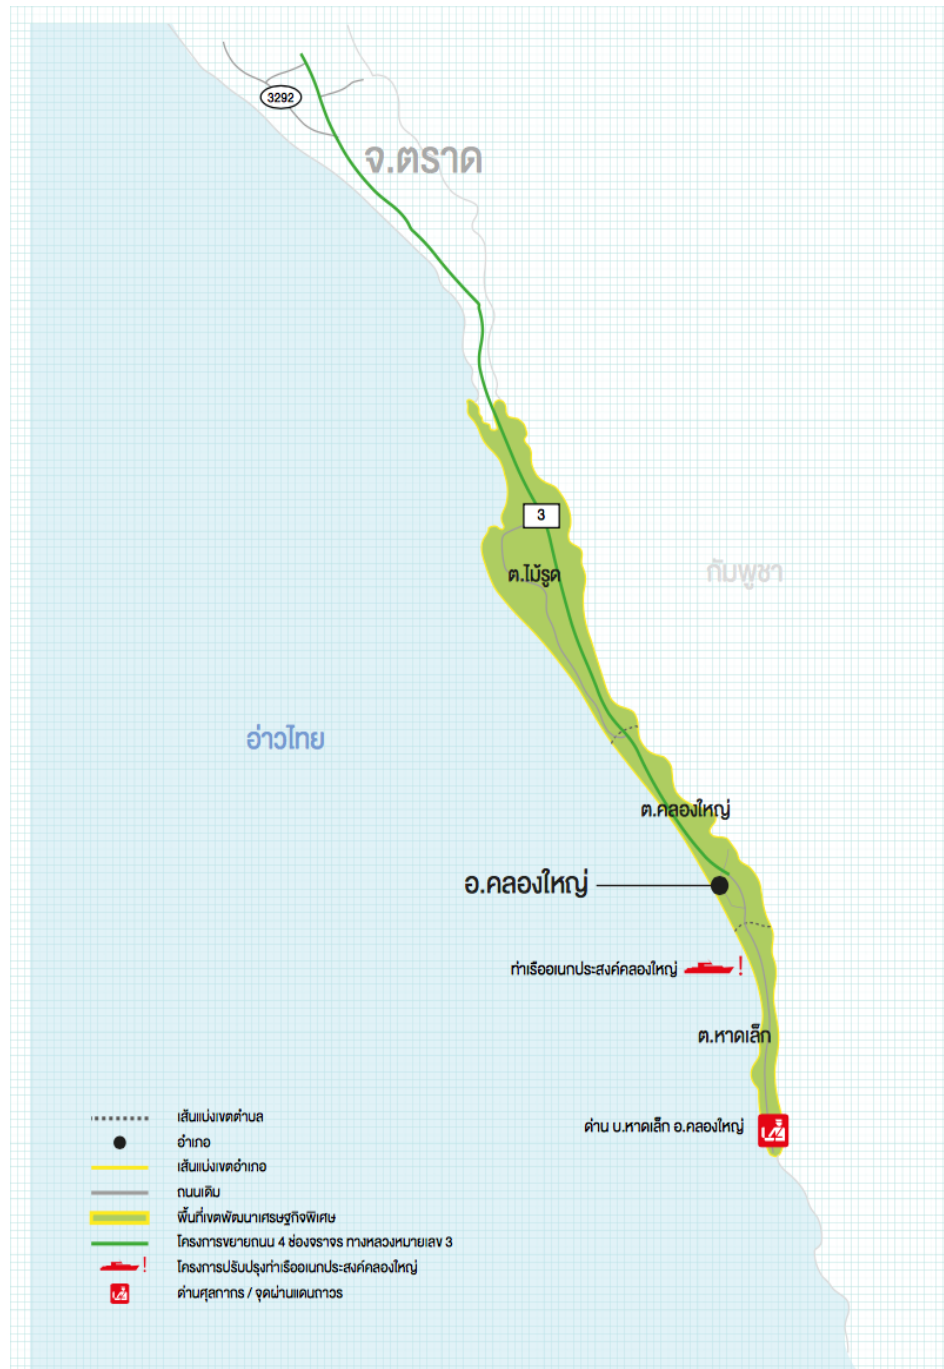 3292
จ.ตราด
3
ต.ไม้รูด
กัมพูชา
อ่าวไทย
ต.คลองใหญ่
อ.คลองใหญ่
ท่าเรืออเนกประสงค์คลองใหญ่ !
ต.หาดเล็ก
ด่าน บ.หาดเล็ก อ.คลองใหญ่
เส้นแบ่งเขตตำบล
อำเภอ
เส้นแบ่งเขตอำเภอ
ถนนเดิม
พื้นที่เขตพัฒนาเศรษฐกิจพิเศษ
โครงการขยายถนน 4 ช่องจราจร ทางหลวงหมายเลข 3
! โครงการปรับปรุงท่าเรืออเนกประสงค์คลองใหญ่
ด่านศุลกากร / จุดผ่านแดนถาวร